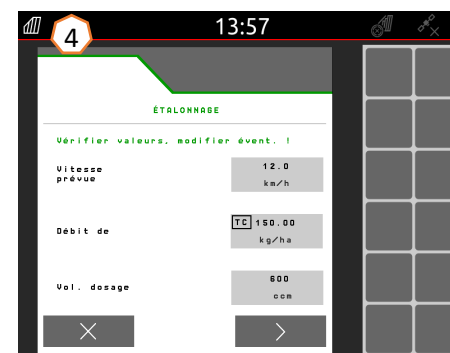 13:57
4
ÉTALONNAGE
Vérifier valeurs, modifier évent. !
Vitesse
prévue
12.0
km/h
Débit de
TC 150.00
kg/ha
Vol. dosage
600
ccm